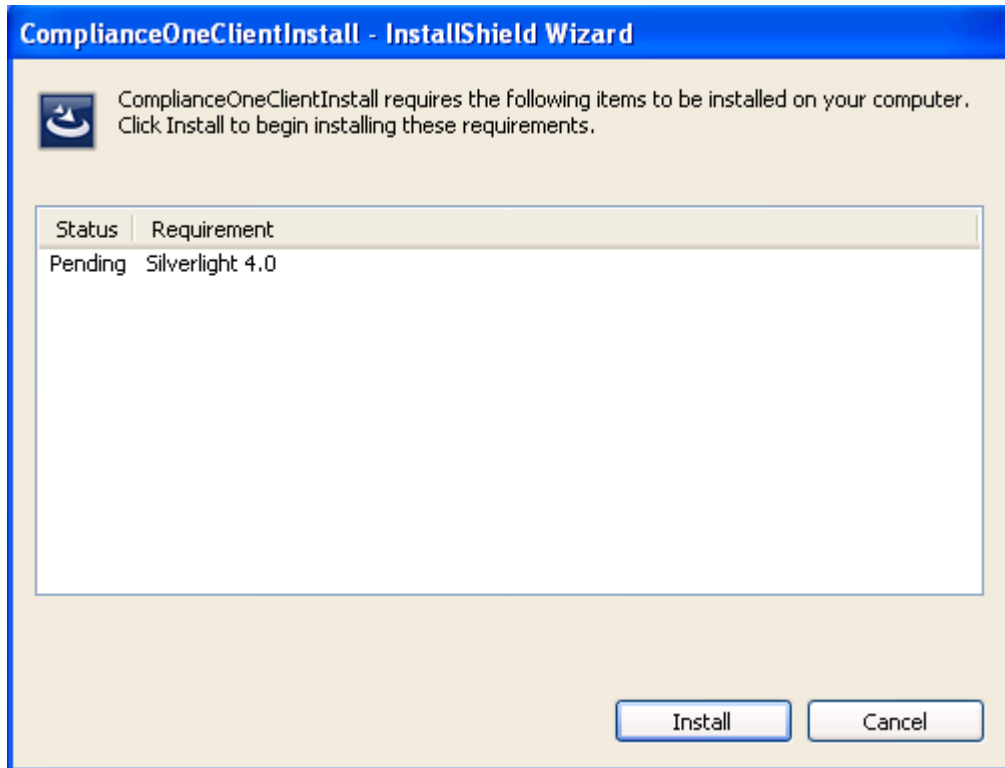 ComplianceOneClientInstall - InstallShield Wizard
ComplianceOneClientInstall requires the following items to be installed on your computer.
Click Install to begin installing these requirements.
Status Requirement
Pending Silverlight 4.0
Install Cancel